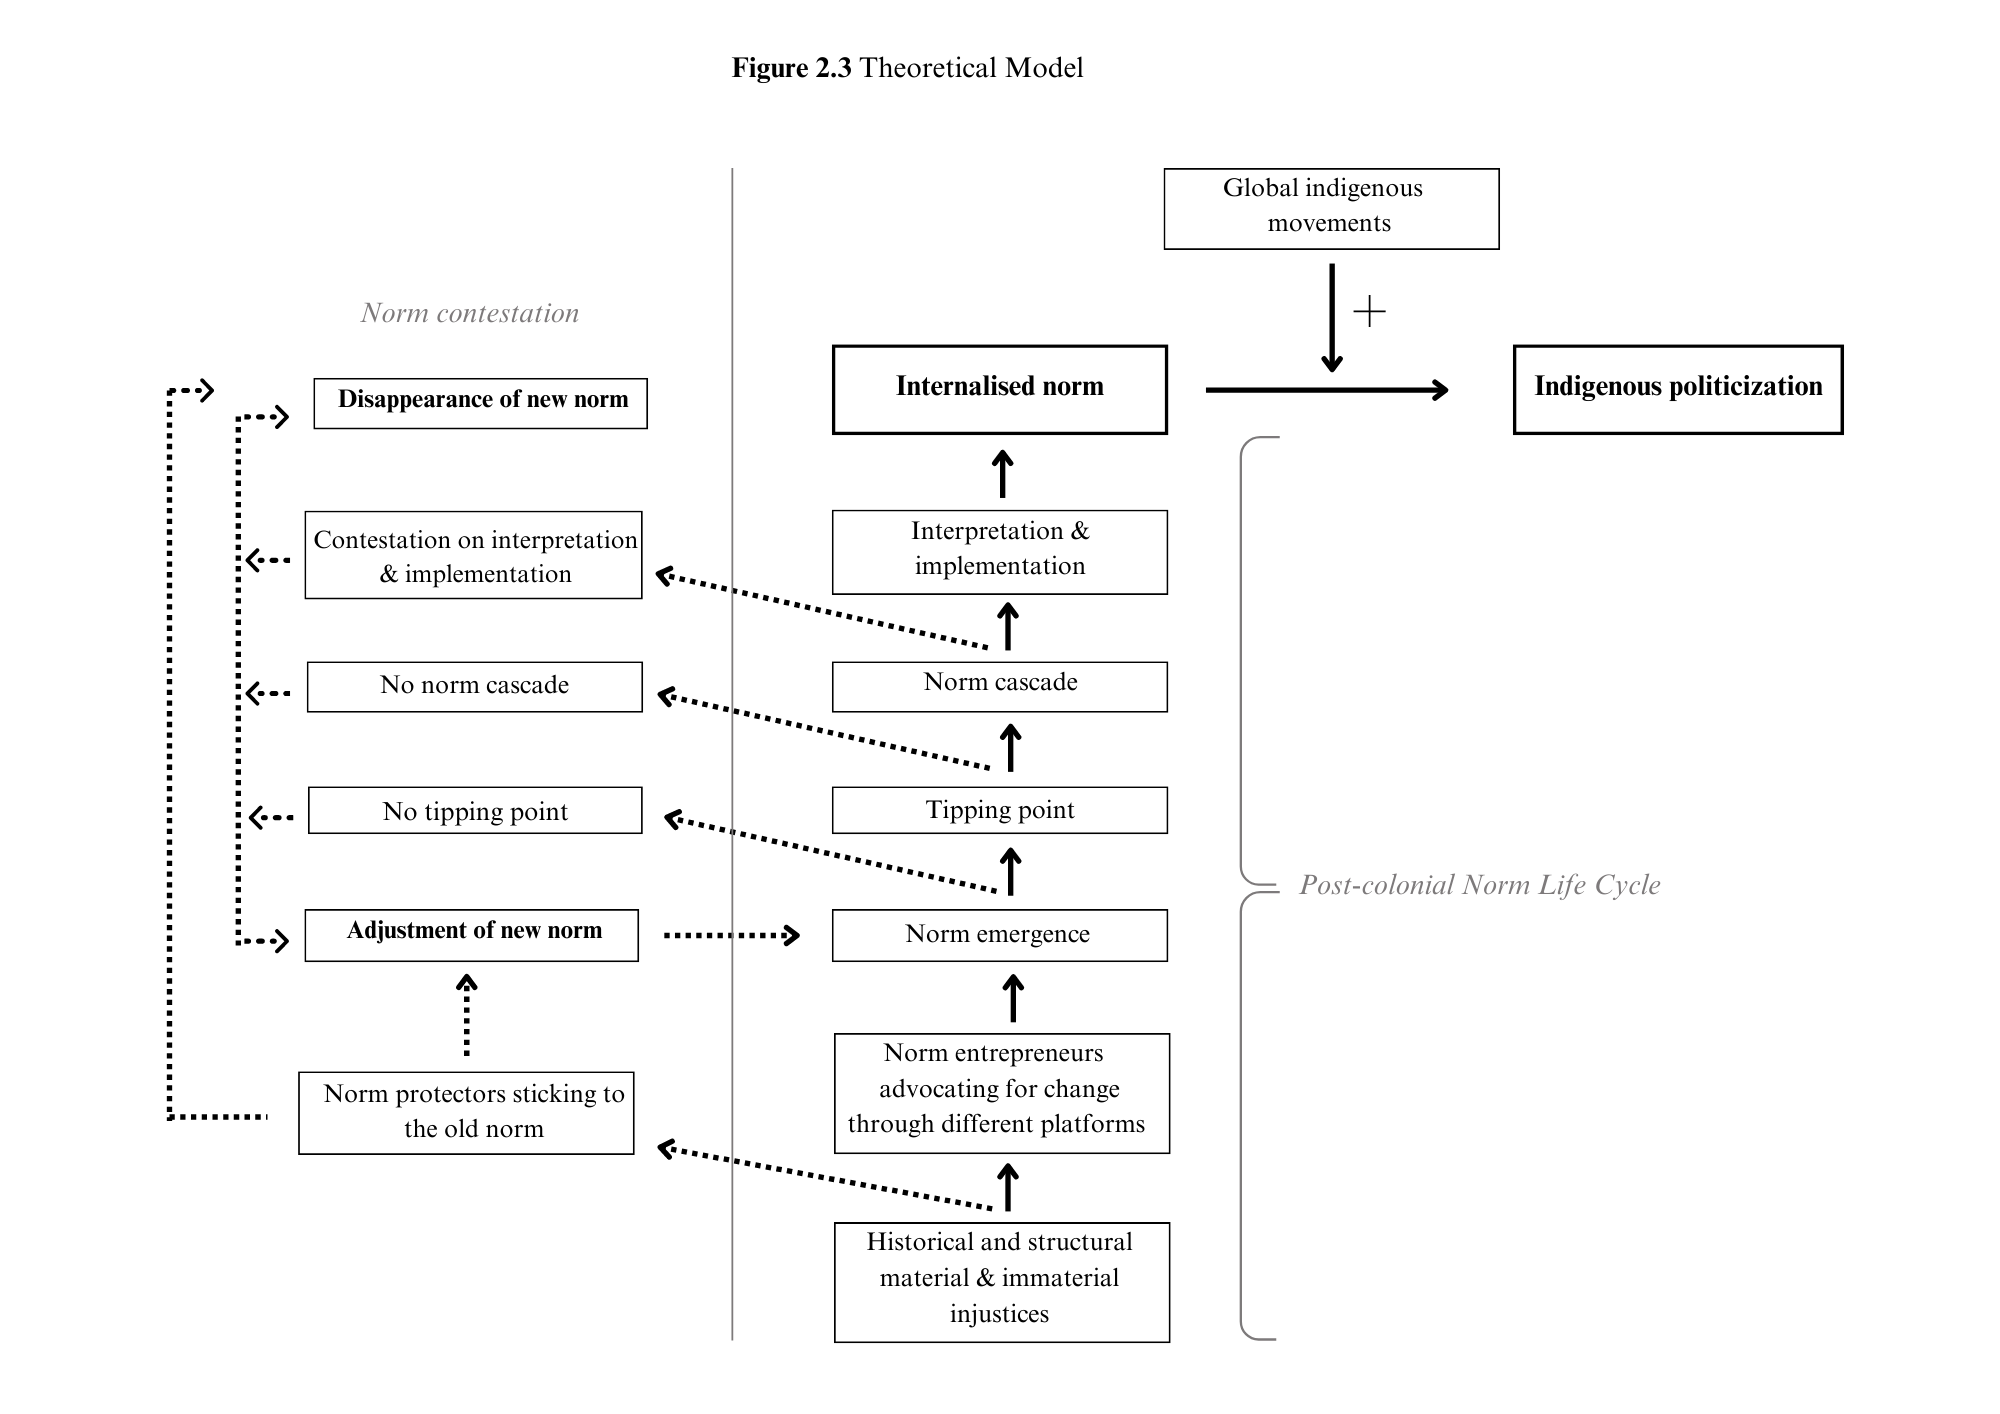 Figure 2.3 Theoretical Model
Global indigenous
movements
+
Norm contestation
Disappearance of new norm
Internalised norm
Indigenous politicization
Contestation on interpretation
& implementation
Interpretation &
implementation
No norm cascade
Norm cascade
No tipping point
Tipping point
Post-colonial Norm Life Cycle
Adjustment of new norm
Norm emergence
Norm protectors sticking to
the old norm
Norm entrepreneurs
advocating for change
through different platforms
Historical and structural
material & immaterial
injustices